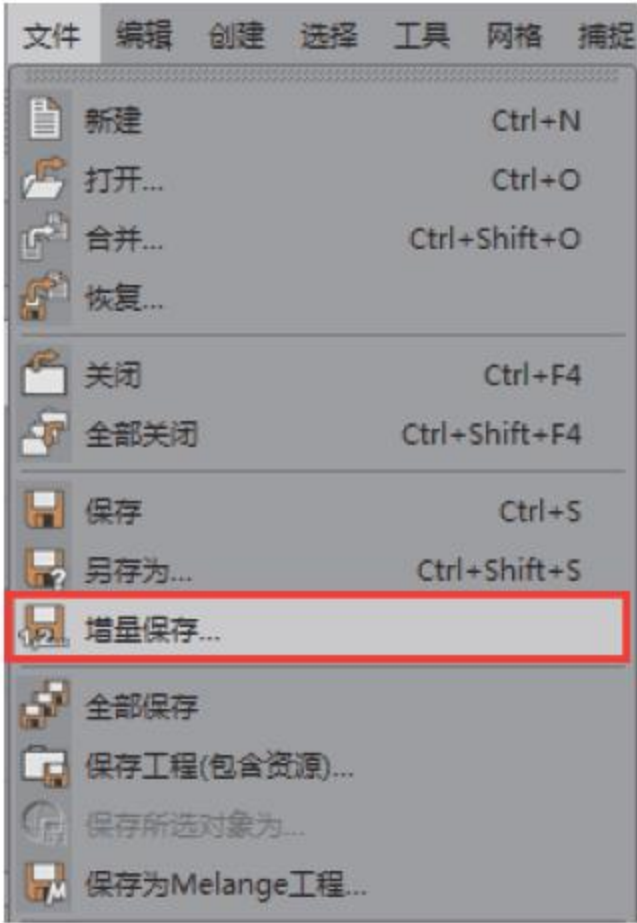 文件 编辑 创建 选择 工具 网格 捕捉
新建 Ctrl+N
打开... Ctrl+O
合并... Ctrl+Shift+O
恢复...
关闭 Ctrl+F4
全部关闭 Ctrl+Shift+F4
保存 Ctrl+S
另存为... Ctrl+Shift+S
增量保存...
全部保存
保存工程(包含资源)...
保存所选对象为...
保存为Melange工程...